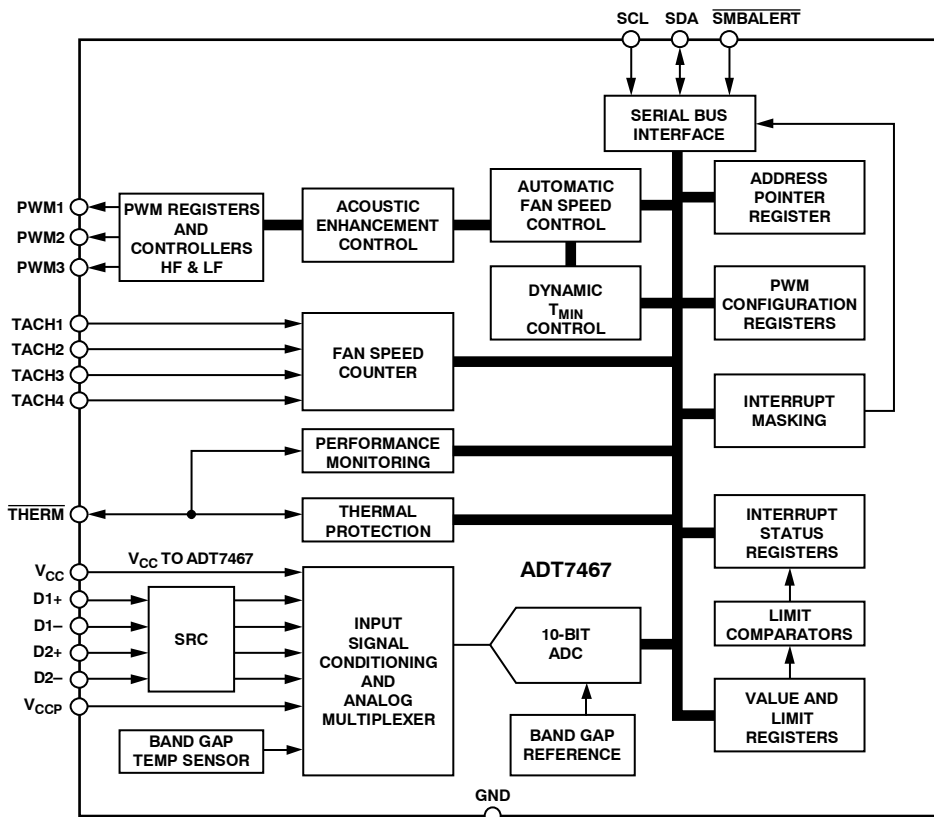 SCL SDA SMBALERT
SERIAL BUS
INTERFACE
ADDRESS
POINTER
REGISTER
AUTOMATIC
FAN SPEED
CONTROL
ACOUSTIC
ENHANCEMENT
CONTROL
PWM REGISTERS
AND
CONTROLLERS
HF & LF
PWM1
PWM2
PWM3
DYNAMIC
TMIN
CONTROL
PWM
CONFIGURATION
REGISTERS
TACH1
TACH2
TACH3
TACH4
FAN SPEED
COUNTER
INTERRUPT
MASKING
PERFORMANCE
MONITORING
THERM
THERMAL
PROTECTION
INTERRUPT
STATUS
REGISTERS
VCC
VCC TO ADT7467
ADT7467
D1+
D1–
D2+
D2–
VCCP
SRC
INPUT
SIGNAL
CONDITIONING
AND
ANALOG
MULTIPLEXER
10-BIT
ADC
LIMIT
COMPARATORS
VALUE AND
LIMIT
REGISTERS
BAND GAP
TEMP SENSOR
BAND GAP
REFERENCE
GND